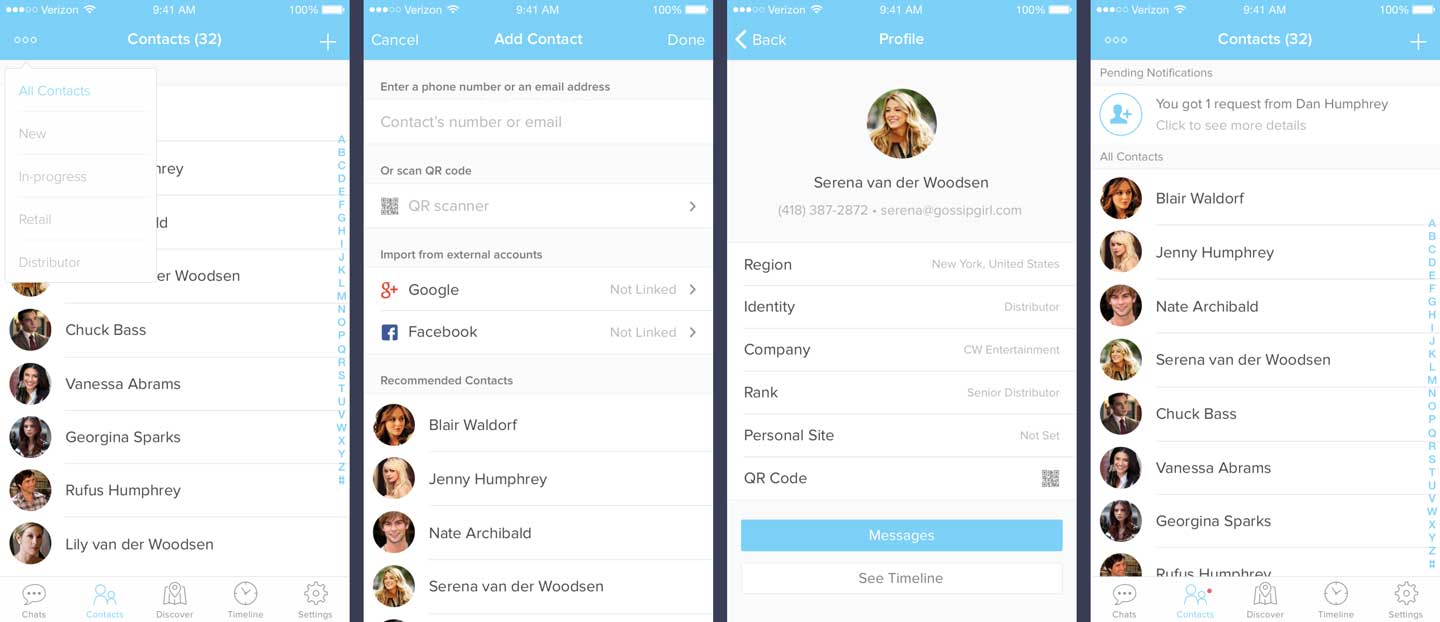 ●●●○○ Verizon 9:41 AM 100%
Contacts (32)
All Contacts
New
In-progress
Retail
Distributor
hrey
ld
er Woodsen
Chuck Bass
Vanessa Abrams
Georgina Sparks
Rufus Humphrey
Lily van der Woodsen
A
B
C
D
E
F
G
H
I
J
K
L
M
N
O
P
Q
R
S
T
U
V
W
X
Y
Z
#
Chats Contacts Discover Timeline Settings
●●●○○ Verizon 9:41 AM 100%
Cancel Add Contact Done
Enter a phone number or an email address
Contact's number or email
Or scan QR code
QR scanner
Import from external accounts
Google Not Linked
Facebook Not Linked
Recommended Contacts
Blair Waldorf
Jenny Humphrey
Nate Archibald
Serena van der Woodsen
●●●○○ Verizon 9:41 AM 100%
Back Profile
Serena van der Woodsen
(418) 387-2872 • serena@gossipgirl.com
Region New York, United States
Identity Distributor
Company CW Entertainment
Rank Senior Distributor
Personal Site Not Set
QR Code
Messages
See Timeline
●●●○○ Verizon 9:41 AM 100%
Contacts (32)
Pending Notifications
You got 1 request from Dan Humphrey
Click to see more details
All Contacts
Blair Waldorf
Jenny Humphrey
Nate Archibald
Serena van der Woodsen
Chuck Bass
Vanessa Abrams
Georgina Sparks
Rufus Humphrey
A
B
C
D
E
F
G
H
I
J
K
L
M
N
O
P
Q
R
S
T
U
V
W
X
Y
Z
#
Chats Contacts Discover Timeline Settings